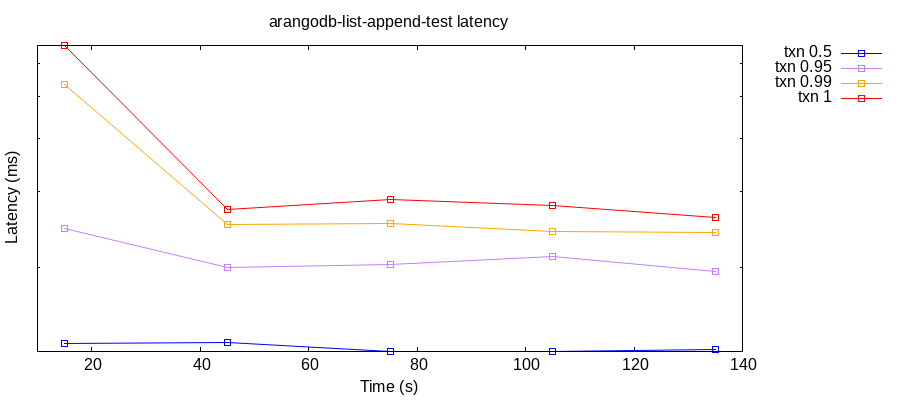 arangodb-list-append-test latency
txn 0.5
txn 0.95
txn 0.99
txn 1
Latency (ms)
20 40 60 80 100 120 140
Time (s)